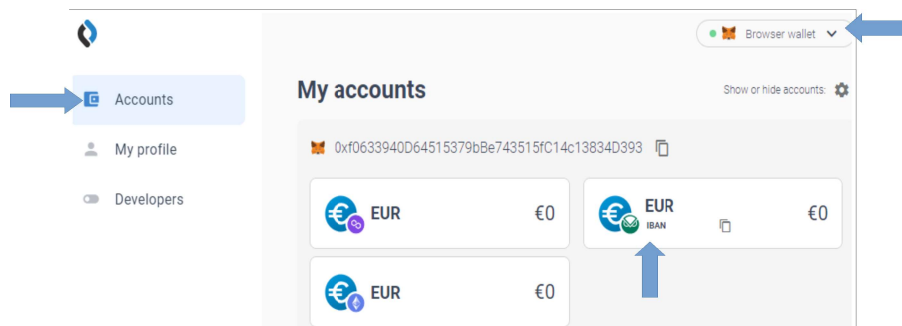 Browser wallet
Accounts
My accounts
Show or hide accounts:
My profile
0xf0633940D64515379bBe743515fC14c13834D393
Developers
EUR €0
EUR €0
IBAN
EUR €0